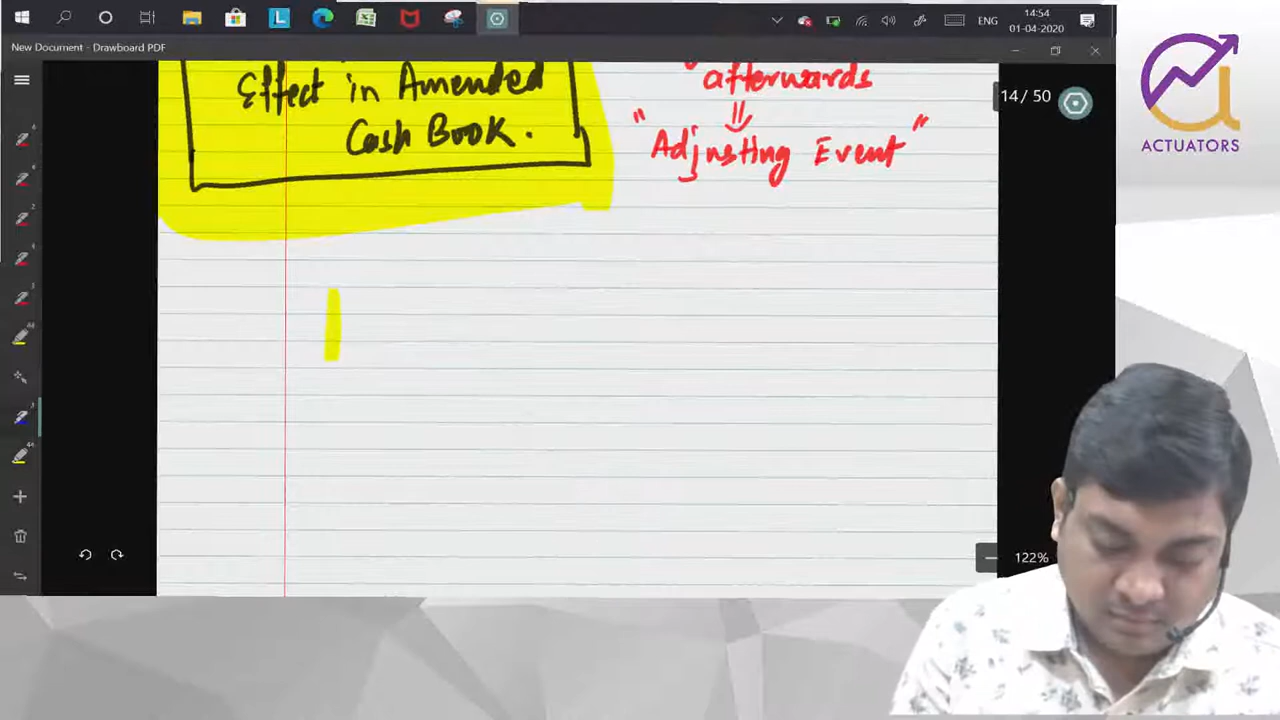 14:54
ENG
01-04-2020
New Document - Drawboard PDF
Effect in Amended
Cash Book.
afterwards
"Adjusting Event"
14 / 50
ACTUATORS
122%